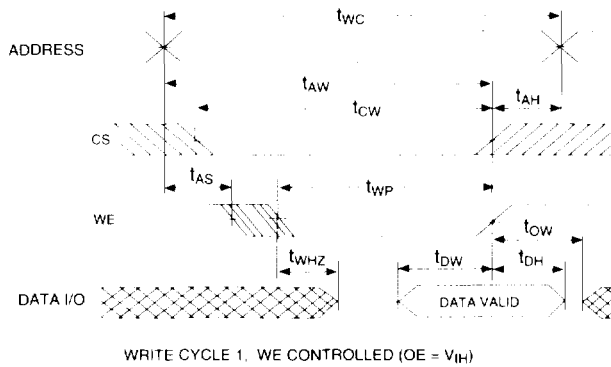 tWC
ADDRESS
tAW
tCW
tAH
CS
tAS
tWP
WE
tOW
tWHZ
tDW
tDH
DATA I/O
DATA VALID
WRITE CYCLE 1, WE CONTROLLED (OE = VIH)